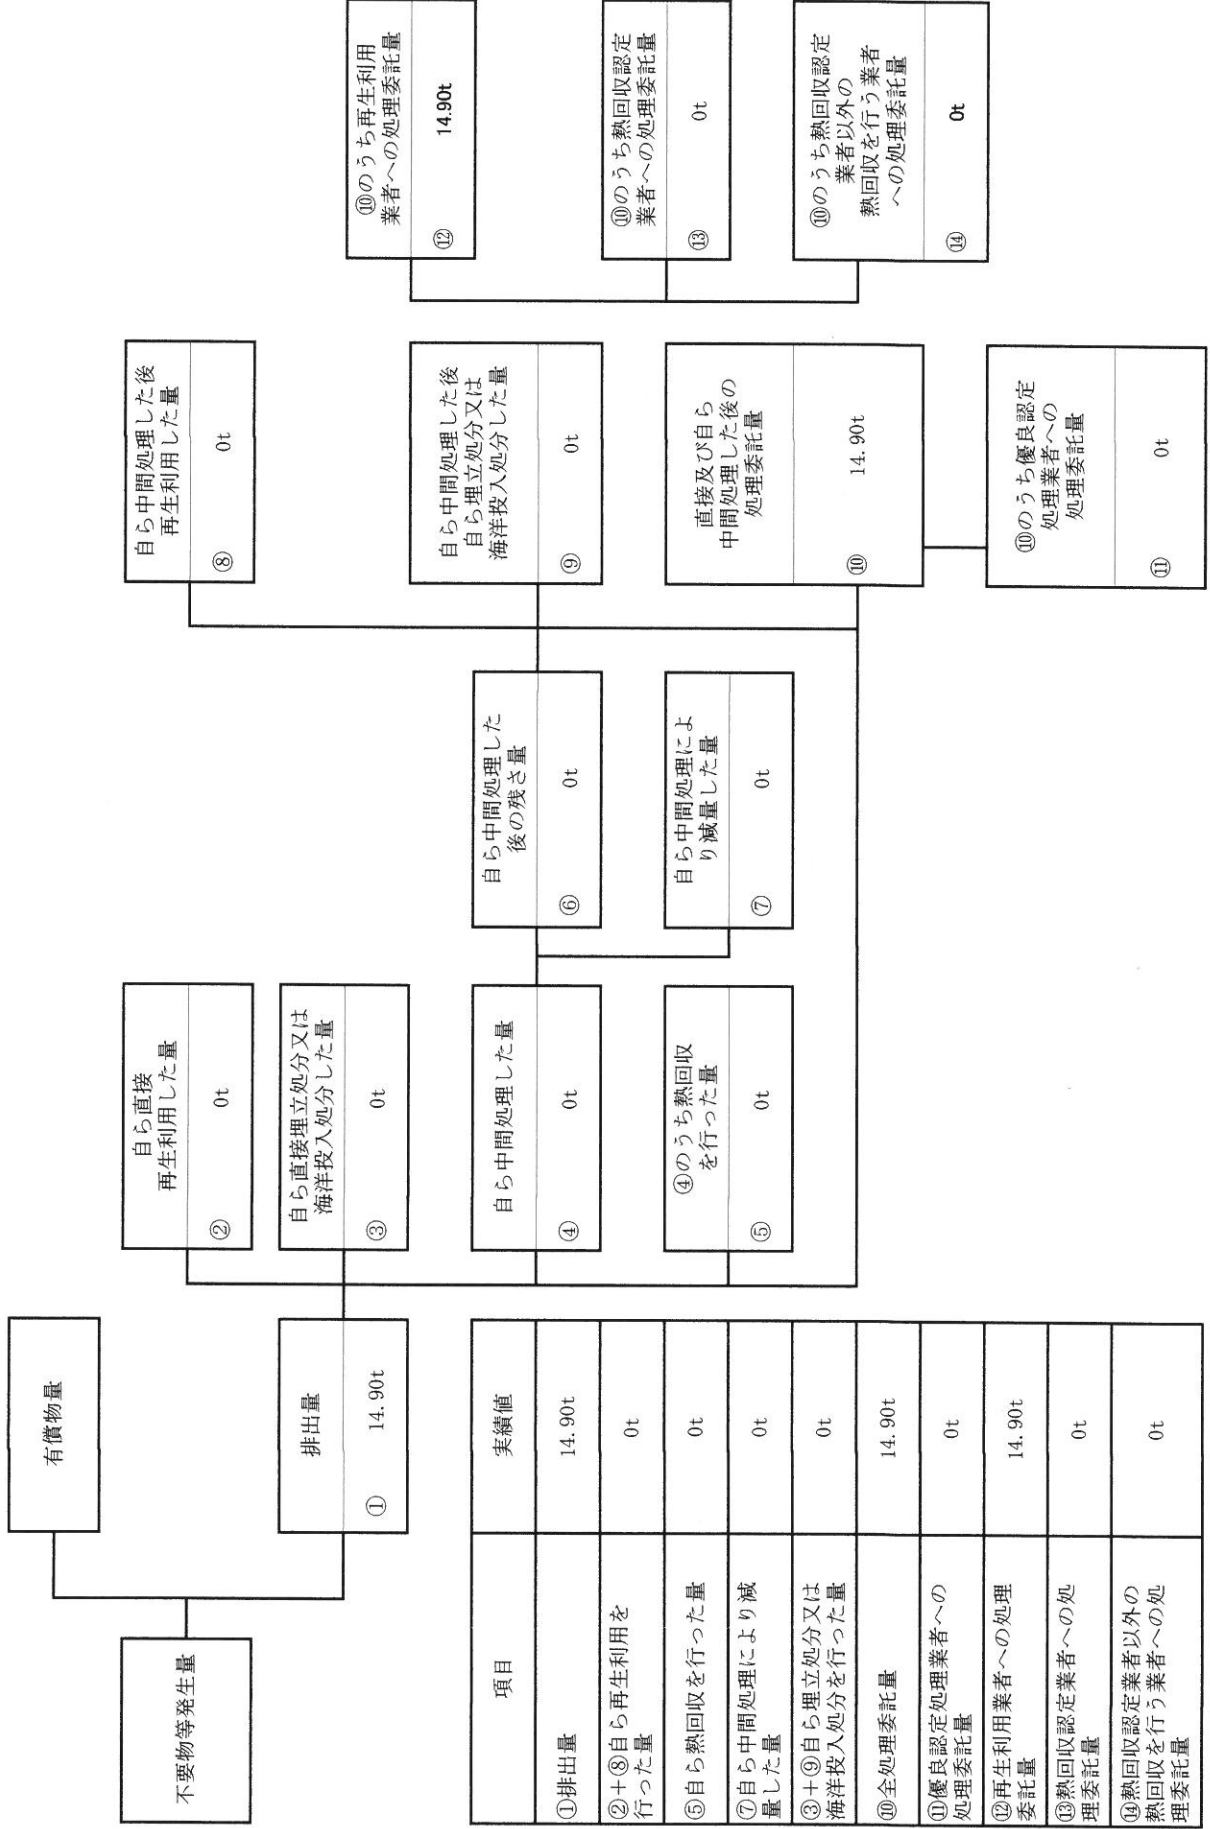 不要物等発生量
有償物量
排出量
① 14.90t
自ら直接
再生利用した量
② 0t
自ら直接埋立処分又は
海洋投入処分した量
③ 0t
自ら中間処理した量
④ 0t
④のうち熱回収
を行った量
⑤ 0t
自ら中間処理した
後の残さ量
⑥ 0t
自ら中間処理によ
り減量した量
⑦ 0t
自ら中間処理した後
再生利用した量
⑧ 0t
自ら中間処理した後
自ら埋立処分又は
海洋投入処分した量
⑨ 0t
直接及び自ら
中間処理した後の
処理委託量
⑩ 14.90t
⑩のうち優良認定
処理業者への
処理委託量
⑪ 0t
⑩のうち再生利用
業者への処理委託量
⑫ 14.90t
⑩のうち熱回収認定
業者への処理委託量
⑬ 0t
⑩のうち熱回収認定
業者以外の
熱回収を行う業者
への処理委託量
⑭ 0t
項目 実績値
①排出量 14.90t
②+⑧自ら再生利用を
行った量 0t
⑤自ら熱回収を行った量 0t
⑦自ら中間処理により減
量した量 0t
③+⑨自ら埋立処分又は
海洋投入処分を行った量 0t
⑩全処理委託量 14.90t
⑪優良認定処理業者への
処理委託量 0t
⑫再生利用業者への処理
委託量 14.90t
⑬熱回収認定業者への処
理委託量 0t
⑭熱回収認定業者以外の
熱回収を行う業者への処
理委託量 0t